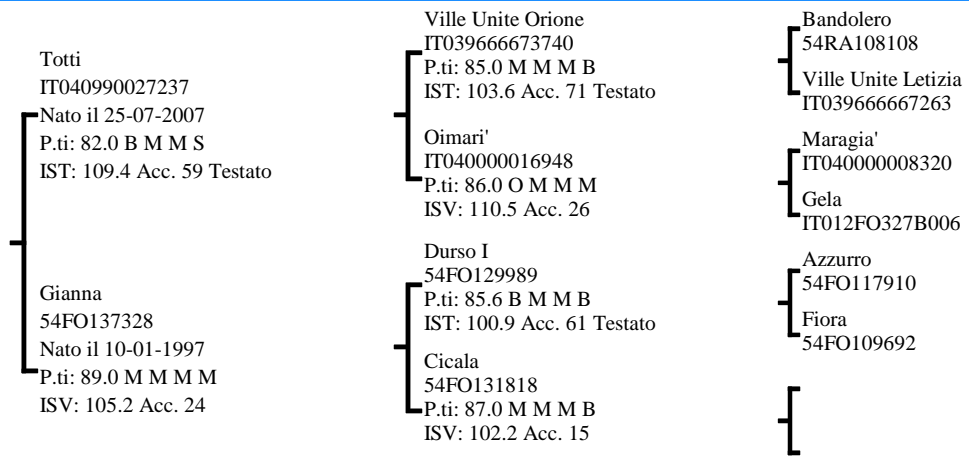 Totti
IT040990027237
Nato il 25-07-2007
P.ti: 82.0 B M M S
IST: 109.4 Acc. 59 Testato
Gianna
54FO137328
Nato il 10-01-1997
P.ti: 89.0 M M M M
ISV: 105.2 Acc. 24
Ville Unite Orione
IT039666673740
P.ti: 85.0 M M M B
IST: 103.6 Acc. 71 Testato
Oimari'
IT040000016948
P.ti: 86.0 O M M M
ISV: 110.5 Acc. 26
Durso I
54FO129989
P.ti: 85.6 B M M B
IST: 100.9 Acc. 61 Testato
Cicala
54FO131818
P.ti: 87.0 M M M B
ISV: 102.2 Acc. 15
Bandolero
54RA108108
Ville Unite Letizia
IT039666667263
Maragia'
IT040000008320
Gela
IT012FO327B006
Azzurro
54FO117910
Fiora
54FO109692